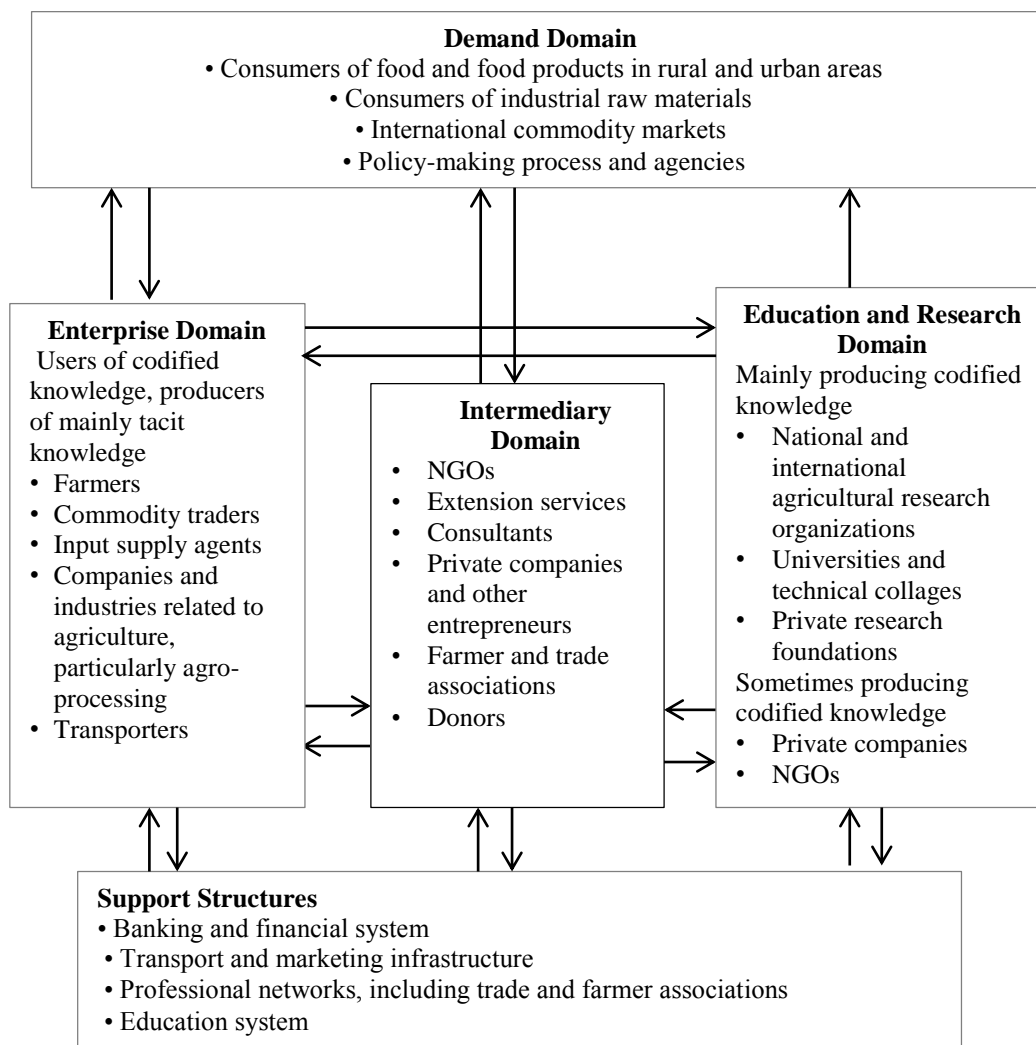 Demand Domain
• Consumers of food and food products in rural and urban areas
• Consumers of industrial raw materials
• International commodity markets
• Policy-making process and agencies
Enterprise Domain
Users of codified
knowledge, producers
of mainly tacit
knowledge
• Farmers
• Commodity traders
• Input supply agents
• Companies and
industries related to
agriculture,
particularly agro-
processing
• Transporters
Intermediary
Domain
• NGOs
• Extension services
• Consultants
• Private companies
and other
entrepreneurs
• Farmer and trade
associations
• Donors
Education and Research
Domain
Mainly producing codified
knowledge
• National and
international
agricultural research
organizations
• Universities and
technical collages
• Private research
foundations
Sometimes producing
codified knowledge
• Private companies
• NGOs
Support Structures
• Banking and financial system
• Transport and marketing infrastructure
• Professional networks, including trade and farmer associations
• Education system